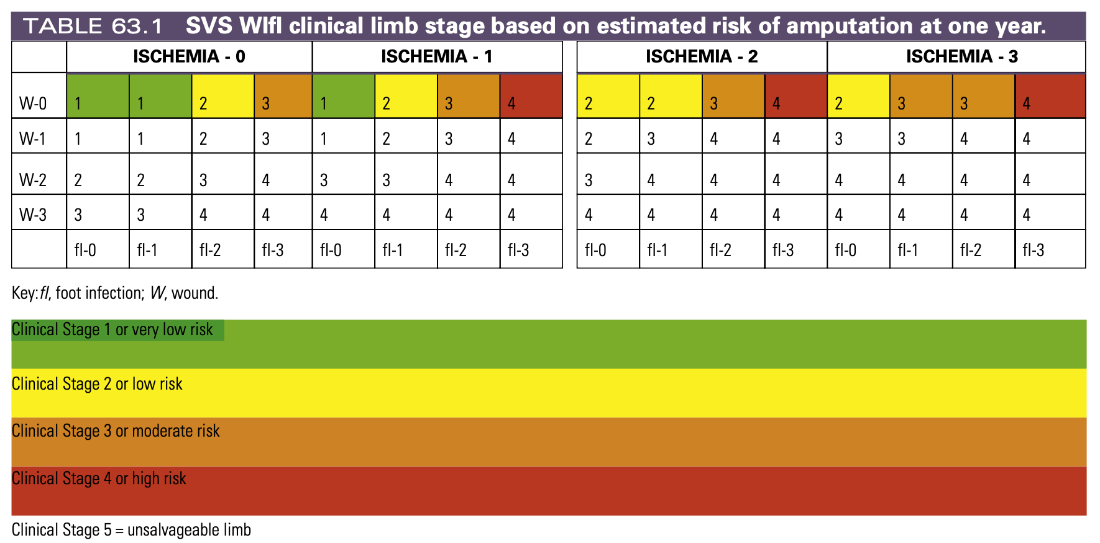 TABLE 63.1 SVS WIfI clinical limb stage based on estimated risk of amputation at one year.
ISCHEMIA - 0 ISCHEMIA - 1 ISCHEMIA - 2 ISCHEMIA - 3
W-0 1 1 2 3 1 2 3 4 2 2 3 4 2 3 3 4
W-1 1 1 2 3 1 2 3 4 2 3 4 4 3 3 4 4
W-2 2 2 3 4 3 3 4 4 3 4 4 4 4 4 4 4
W-3 3 3 4 4 4 4 4 4 4 4 4 4 4 4 4 4
fI-0 fI-1 fI-2 fI-3 fI-0 fI-1 fI-2 fI-3 fI-0 fI-1 fI-2 fI-3 fI-0 fI-1 fI-2 fI-3
Key: fI, foot infection; W, wound.
Clinical Stage 1 or very low risk
Clinical Stage 2 or low risk
Clinical Stage 3 or moderate risk
Clinical Stage 4 or high risk
Clinical Stage 5 = unsalvageable limb